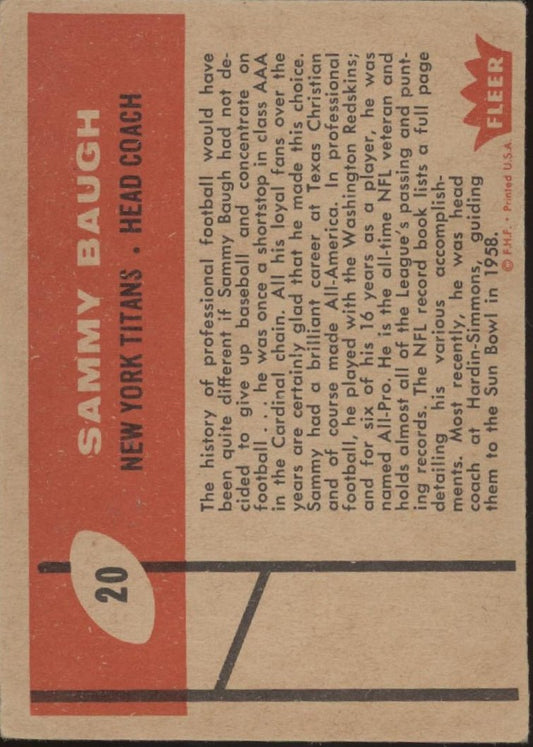 20
SAMMY BAUGH
NEW YORK TITANS • HEAD COACH
The history of professional football would have
been quite different if Sammy Baugh had not de-
cided to give up baseball and concentrate on
football . . . he was once a shortstop in class AAA
in the Cardinal chain. All his loyal fans over the
years are certainly glad that he made this choice.
Sammy had a brilliant career at Texas Christian
and of course made All-America. In professional
football, he played with the Washington Redskins;
and for six of his 16 years as a player, he was
named All-Pro. He is the all-time NFL veteran and
holds almost all of the League's passing and punt-
ing records. The NFL record book lists a full page
detailing his various accomplish-
ments. Most recently, he was head
coach at Hardin-Simmons, guiding
them to the Sun Bowl in 1958.
FLEER
© F.H.F. • Printed U.S.A.